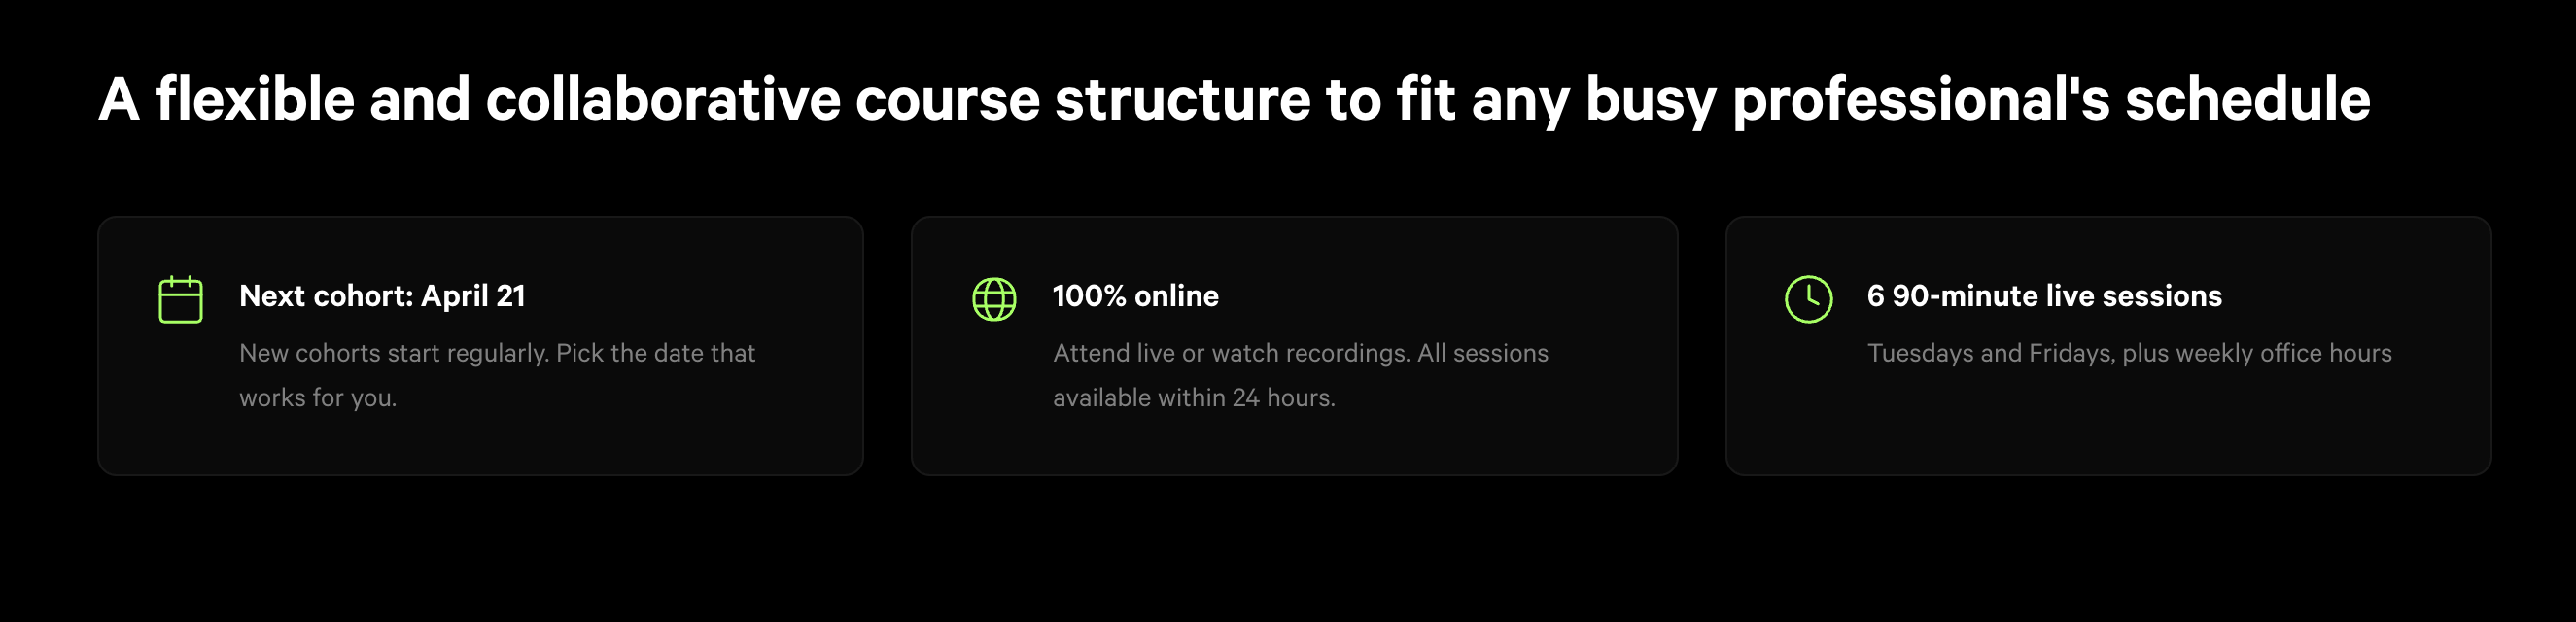 A flexible and collaborative course structure to fit any busy professional's schedule
Next cohort: April 21
New cohorts start regularly. Pick the date that
works for you.
100% online
Attend live or watch recordings. All sessions
available within 24 hours.
6 90-minute live sessions
Tuesdays and Fridays, plus weekly office hours